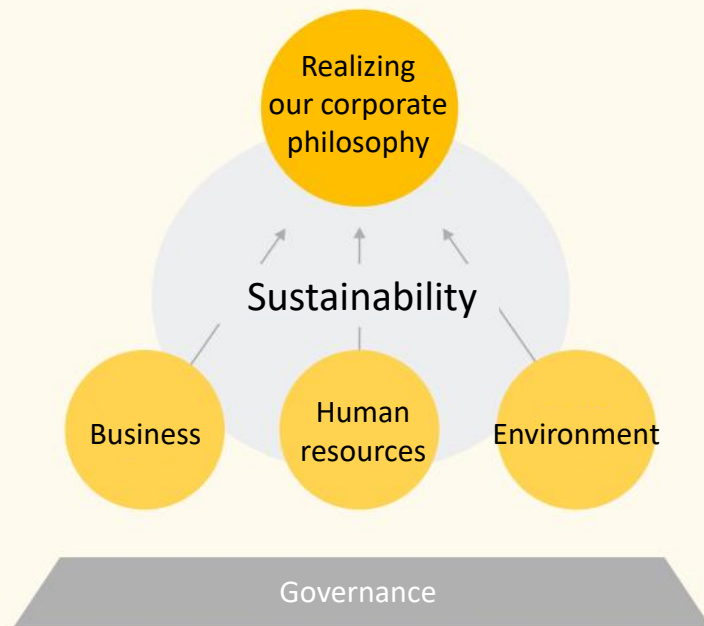 Realizing
our corporate
philosophy
Sustainability
Business
Human
resources
Environment
Governance